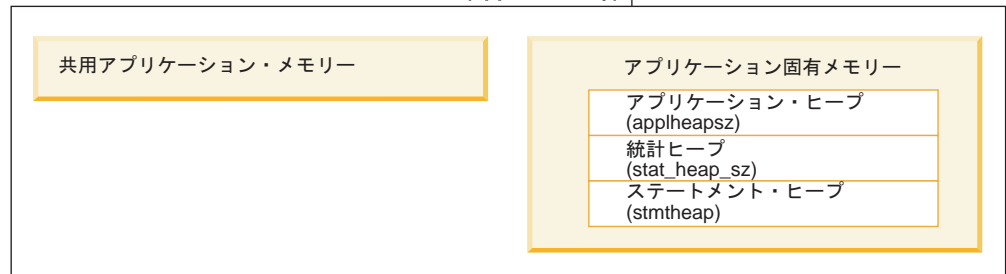 共用アプリケーション・メモリー
アプリケーション固有メモリー
アプリケーション・ヒープ
(applheapsz)
統計ヒープ
(stat_heap_sz)
ステートメント・ヒープ
(stmtheap)